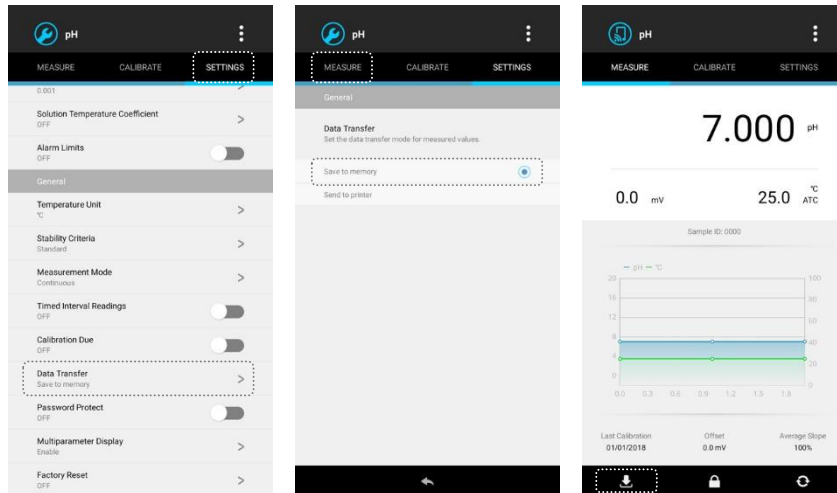 pH
MEASURE CALIBRATE SETTINGS
0.001
Solution Temperature Coefficient
OFF
Alarm Limits
OFF
General
Temperature Unit
℃
Stability Criteria
Standard
Measurement Mode
Continuous
Timed Interval Readings
OFF
Calibration Due
OFF
Data Transfer
Save to memory
Password Protect
OFF
Multiparameter Display
Enable
Factory Reset
OFF
pH
MEASURE CALIBRATE SETTINGS
General
Data Transfer
Set the data transfer mode for measured values.
Save to memory
Send to printer
pH
MEASURE CALIBRATE SETTINGS
7.000 pH
0.0 mV 25.0 ℃ ATC
Sample ID: 0000
pH ℃
20 100
16 80
12 60
8 40
4 20
0 0
0.0 0.3 0.6 0.9 1.2 1.5 1.8
Last Calibration Offset Average Slope
01/01/2018 0.0 mV 100%